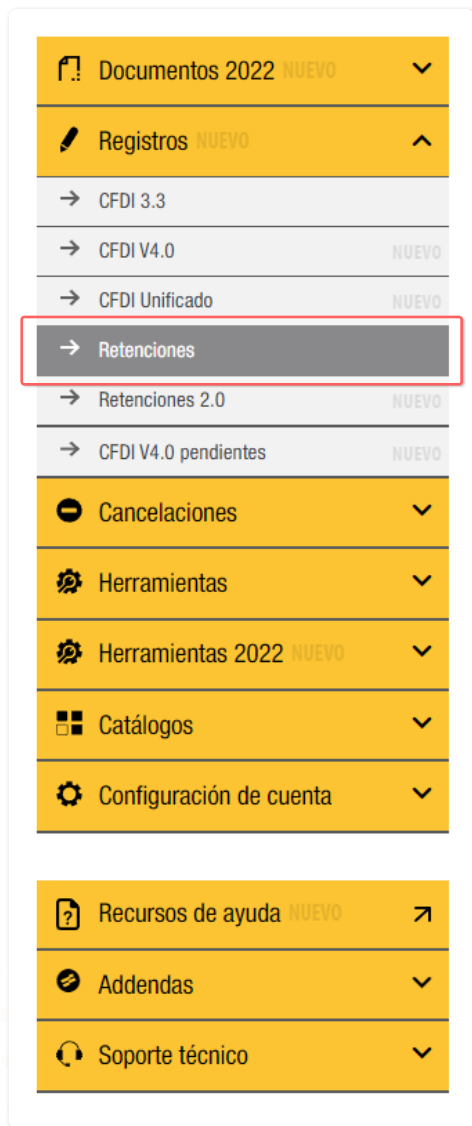 Documentos 2022 NUEVO
Registros NUEVO
CFDI 3.3
CFDI V4.0 NUEVO
CFDI Unificado NUEVO
Retenciones
Retenciones 2.0 NUEVO
CFDI V4.0 pendientes NUEVO
Cancelaciones
Herramientas
Herramientas 2022 NUEVO
Catálogos
Configuración de cuenta
Recursos de ayuda NUEVO
Addendas
Soporte técnico